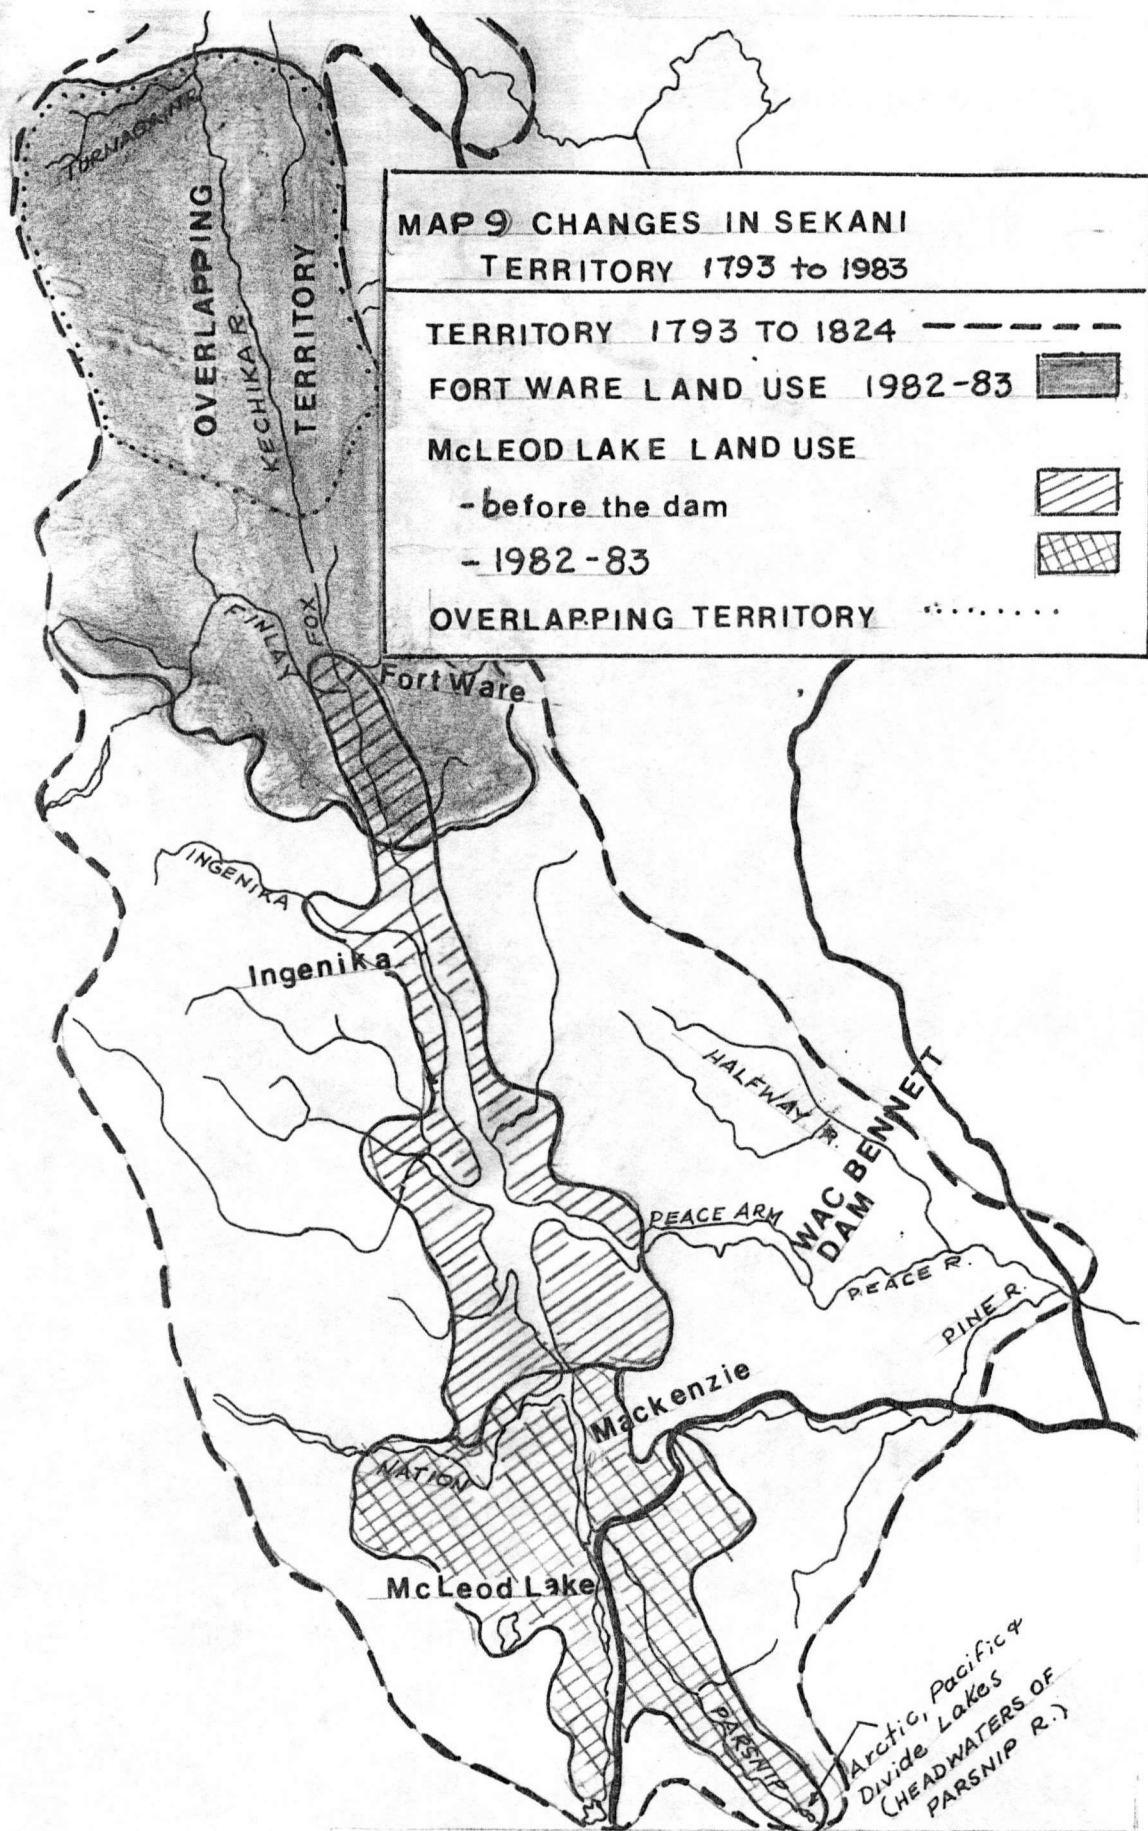 TURNAGAIN R.
OVERLAPPING
TERRITORY
KECHIKA R.
MAP 9 CHANGES IN SEKANI
TERRITORY 1793 to 1983
TERRITORY 1793 TO 1824
FORT WARE LAND USE 1982-83
McLEOD LAKE LAND USE
- before the dam
- 1982-83
OVERLAPPING TERRITORY
FINLAY
FOX
Fort Ware
INGENIKA
Ingenika
HALFWAY R.
WAC BENNETT
DAM
PEACE ARM
PEACE R.
PINE R.
Mackenzie
NATION
McLeod Lake
PARSNIP
Arctic, Pacific &
Divide Lakes
(HEADWATERS OF
PARSNIP R.)